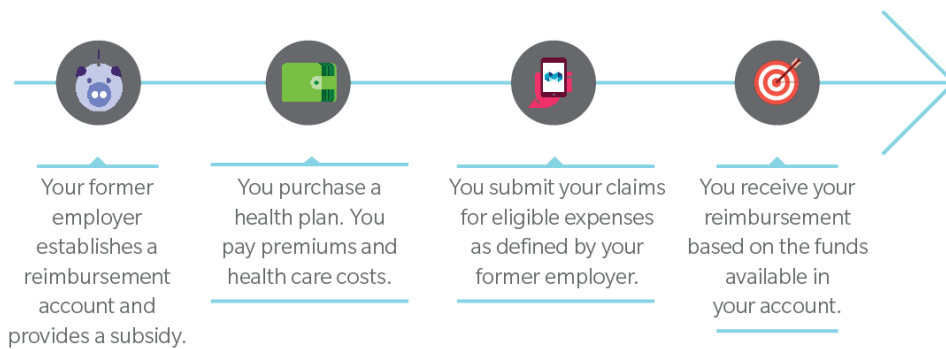 Your former
employer
establishes a
reimbursement
account and
provides a subsidy.
You purchase a
health plan. You
pay premiums and
health care costs.
You submit your claims
for eligible expenses
as defined by your
former employer.
You receive your
reimbursement
based on the funds
available in
your account.